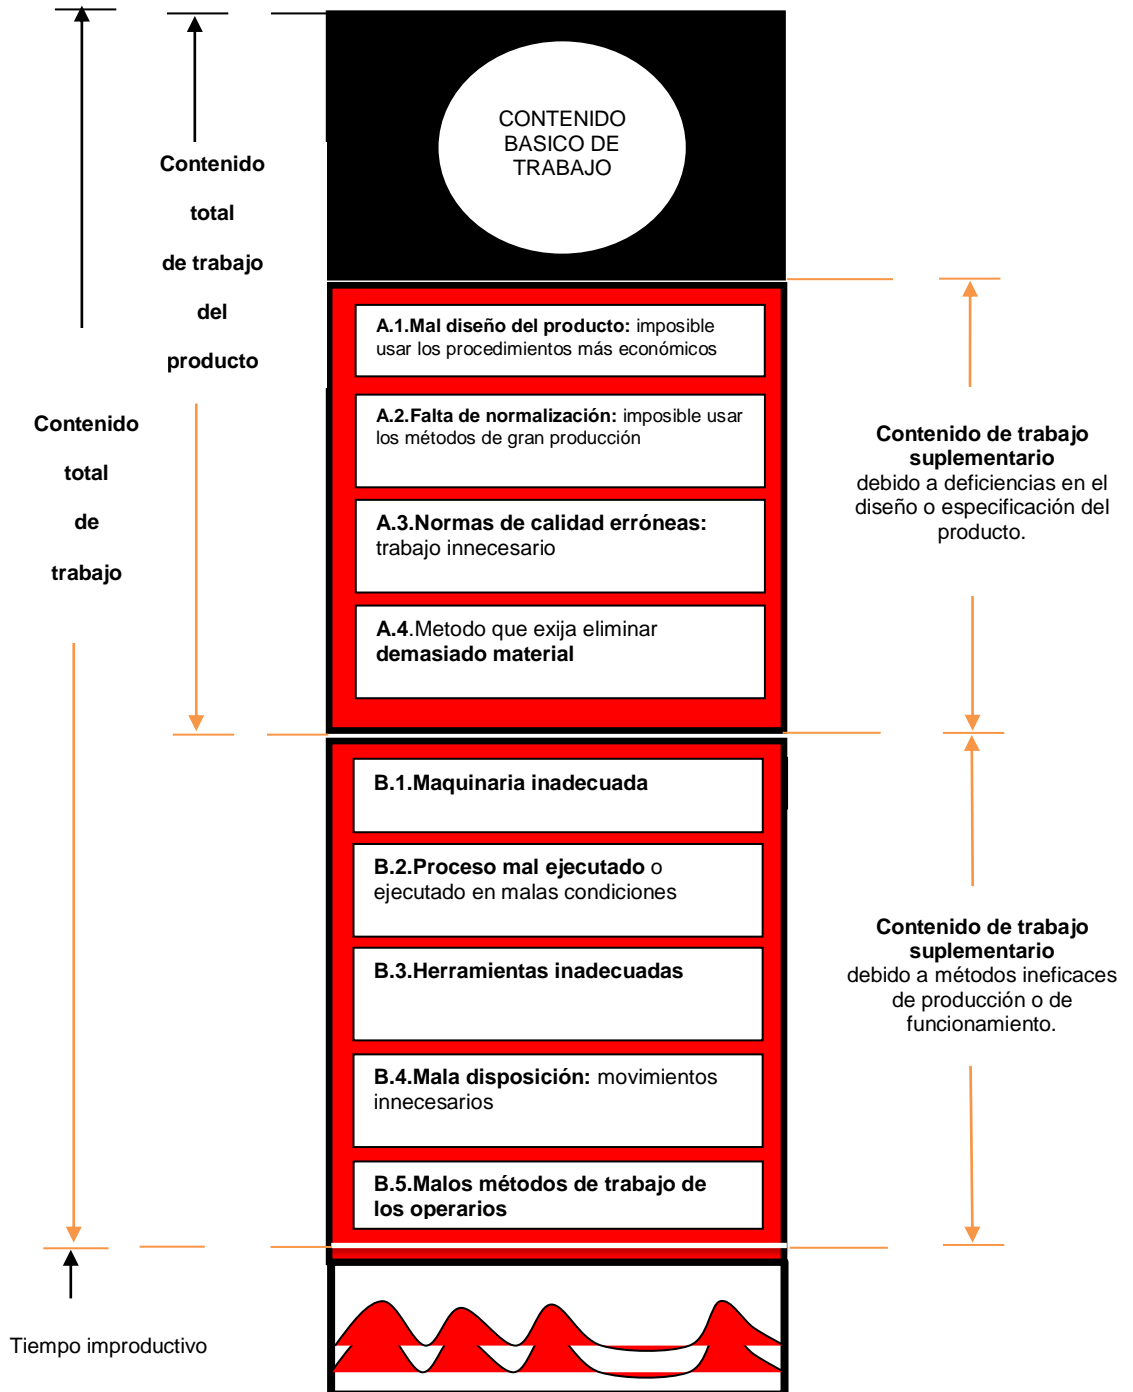 CONTENIDO
BASICO DE
TRABAJO
Contenido
total
de trabajo
del
producto
Contenido
total
de
trabajo
A.1.Mal diseño del producto: imposible
usar los procedimientos más económicos
A.2.Falta de normalización: imposible usar
los métodos de gran producción
A.3.Normas de calidad erróneas:
trabajo innecesario
A.4.Metodo que exija eliminar
demasiado material
Contenido de trabajo
suplementario
debido a deficiencias en el
diseño o especificación del
producto.
B.1.Maquinaria inadecuada
B.2.Proceso mal ejecutado o
ejecutado en malas condiciones
B.3.Herramientas inadecuadas
B.4.Mala disposición: movimientos
innecesarios
B.5.Malos métodos de trabajo de
los operarios
Contenido de trabajo
suplementario
debido a métodos ineficaces
de producción o de
funcionamiento.
Tiempo improductivo